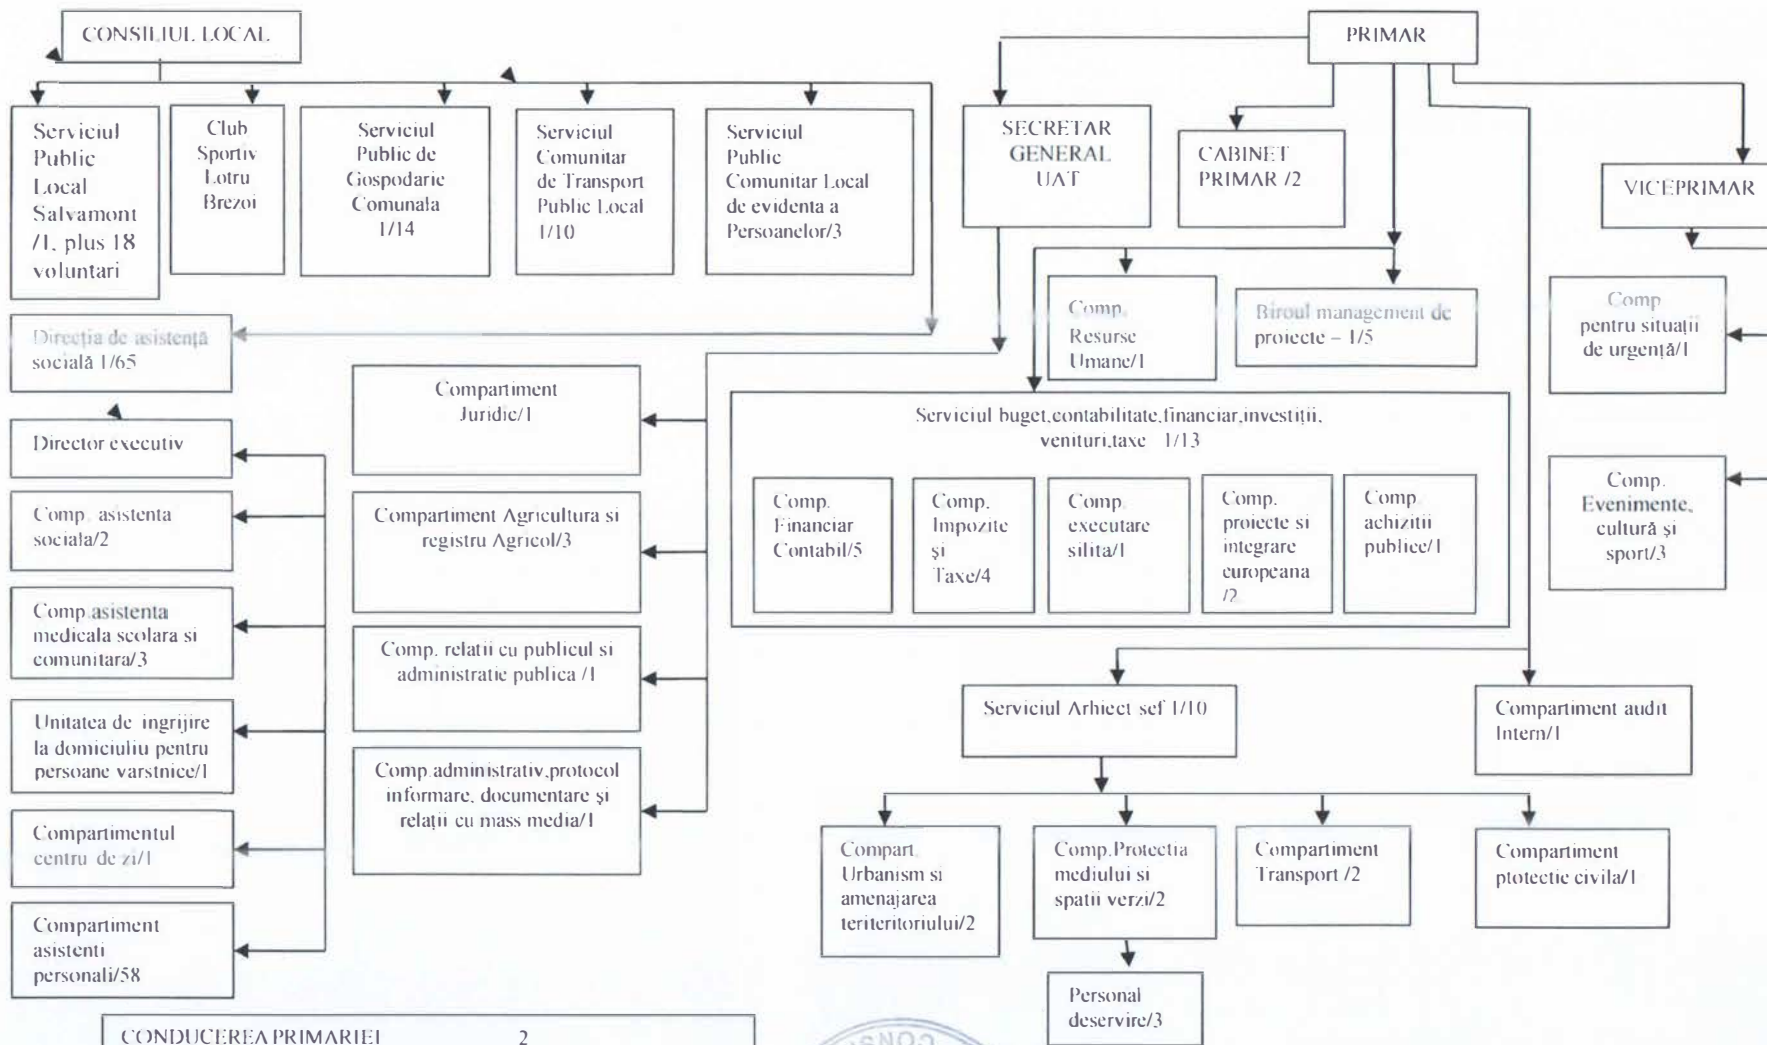 CONSILIUL LOCAL
PRIMAR
Serviciul
Public
Local
Salvamont
/1, plus 18
voluntari
Club
Sportiv
Lotru
Brezoi
Serviciul
Public de
Gospodarie
Comunala
1/14
Serviciul
Comunitar
de Transport
Public Local
1/10
Serviciul
Public
Comunitar Local
de evidenta a
Persoanelor/3
SECRETAR
GENERAL
UAT
CABINET
PRIMAR /2
VICEPRIMAR
Direcția de asistență
socială 1/65
Comp.
Resurse
Umane/1
Biroul management de
proiecte – 1/5
Comp
pentru situații
de urgență/1
Director executiv
Comp. asistenta
sociala/2
Comp.asistenta
medicala scolara si
comunitara/3
Unitatea de ingrijire
la domiciuliu pentru
persoane varstnice/1
Compartimentul
centru de zi/1
Compartiment
asistenti
personali/58
Compartiment
Juridic/1
Compartiment Agricultura si
registru Agricol/3
Comp. relatii cu publicul si
administratie publica /1
Comp.administrativ,protocol
informare, documentare și
relații cu mass media/1
Serviciul buget,contabilitate,financiar,investiții,
venituri,taxe 1/13
Comp.
Financiar
Contabil/5
Comp.
Impozite
și
Taxe/4
Comp.
executare
silita/1
Comp.
proiecte si
integrare
europeana
/2
Comp.
achizitii
publice/1
Comp.
Evenimente,
cultură și
sport/3
Serviciul Arhiect sef 1/10
Compartiment audit
Intern/1
Compart.
Urbanism si
amenajarea
teriteritoriului/2
Comp.Protectia
mediului si
spatii verzi/2
Compartiment
Transport /2
Compartiment
ptotectie civila/1
Personal
deservire/3
CONDUCEREA PRIMARIEI 2
CONS